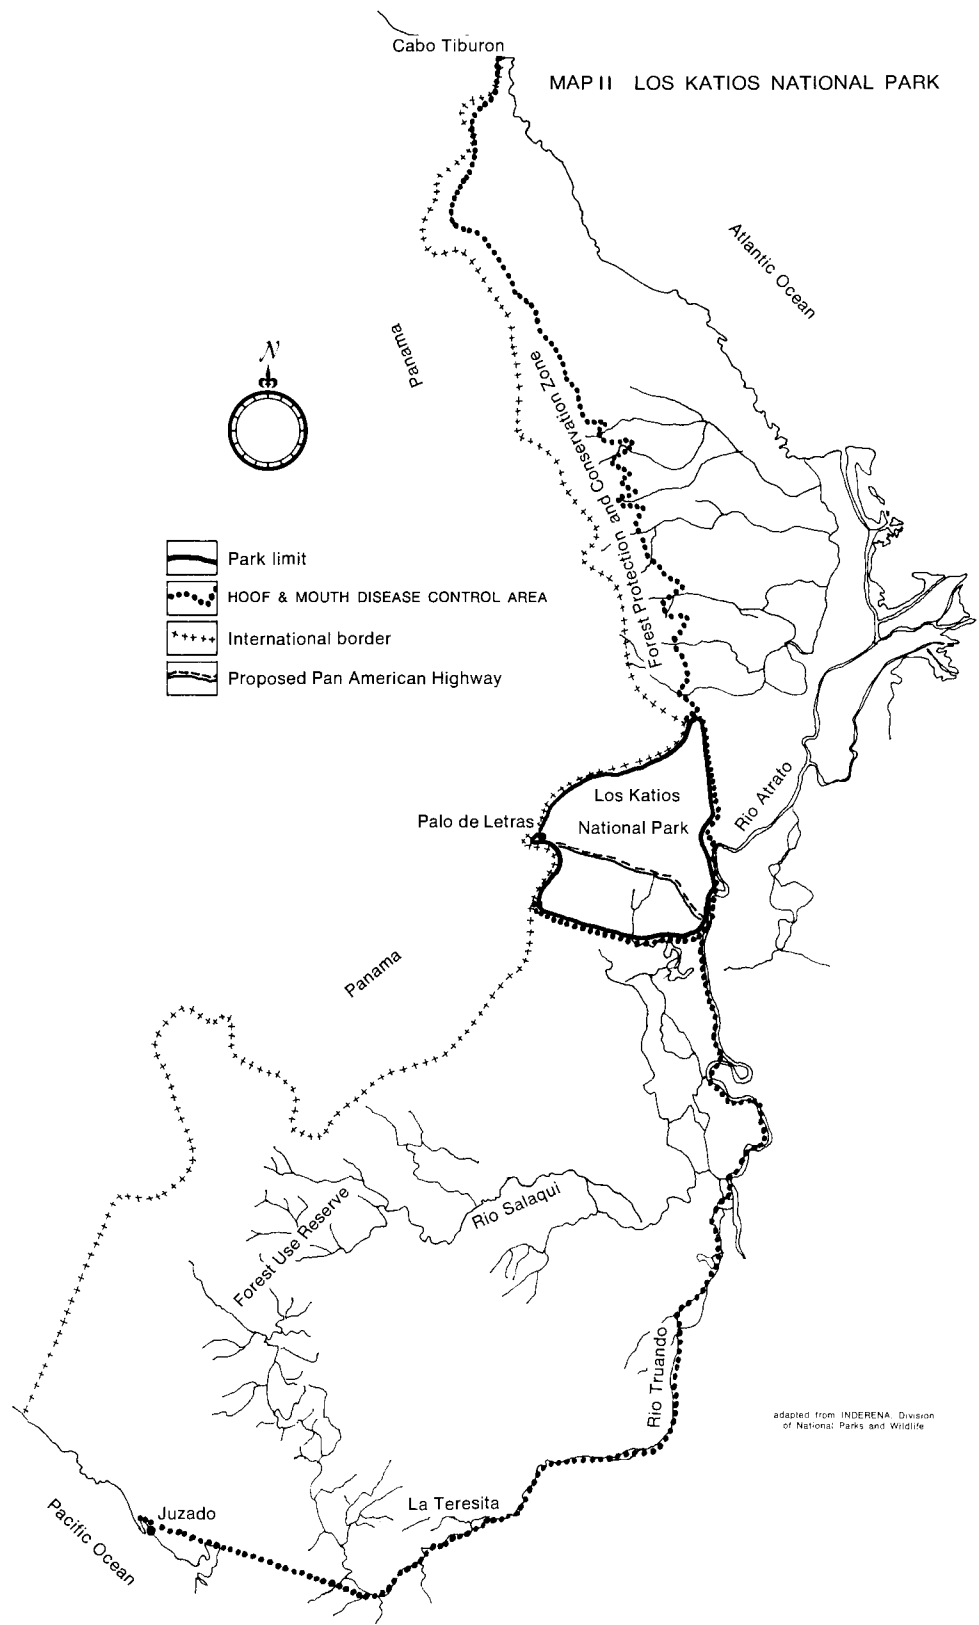 Cabo Tiburon
MAP II LOS KATIOS NATIONAL PARK
Atlantic Ocean
Panama
N
Forest Protection and Conservation Zone
Park limit
HOOF & MOUTH DISEASE CONTROL AREA
International border
Proposed Pan American Highway
Los Katios
National Park
Rio Atrato
Palo de Letras
Panama
Rio Salaqui
Forest Use Reserve
Rio Truando
adapted from INDERENA, Division
of National Parks and Wildlife
La Teresita
Juzado
Pacific Ocean